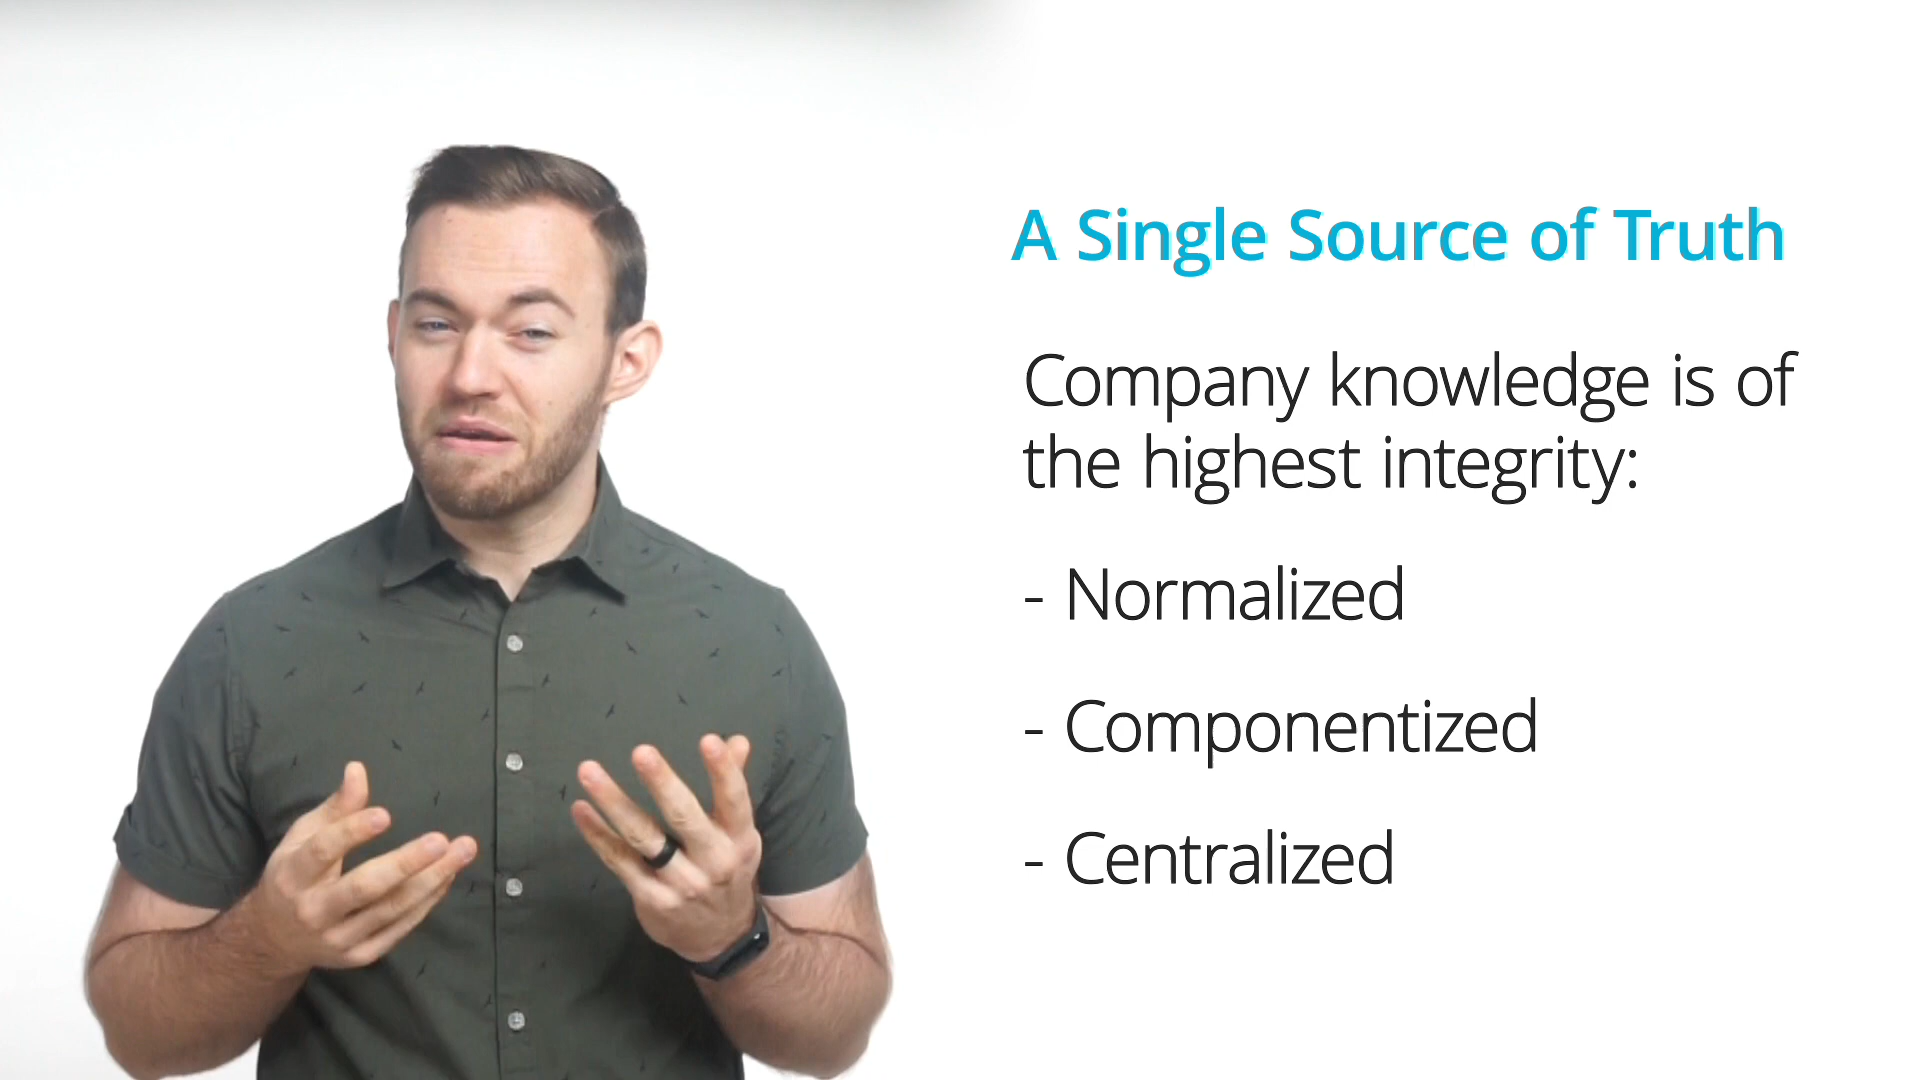 A Single Source of Truth
Company knowledge is of
the highest integrity:
- Normalized
- Componentized
- Centralized